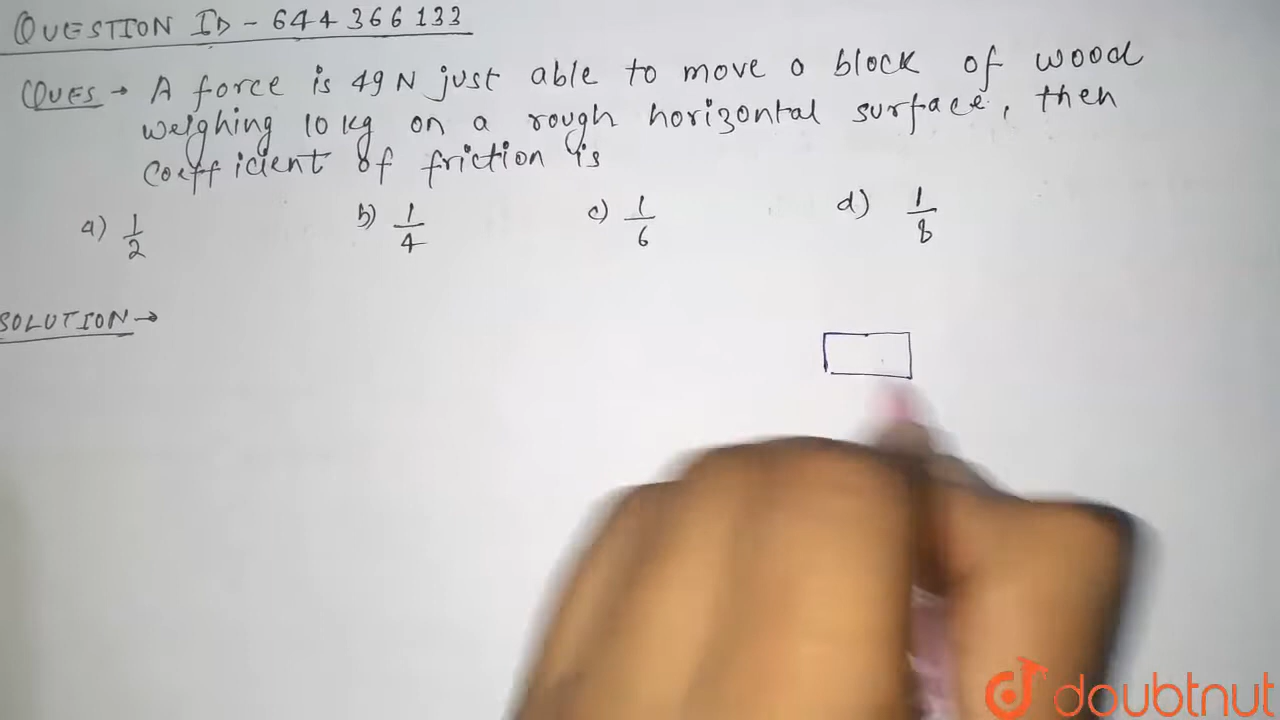 QUESTION ID - 644366133
QUES → A force is 49 N just able to move a block of wood
weighing 10 kg on a rough horizontal surface, then
coefficient of friction is
a) 1/2 b) 1/4 c) 1/6 d) 1/8
SOLUTION →
doubtnut